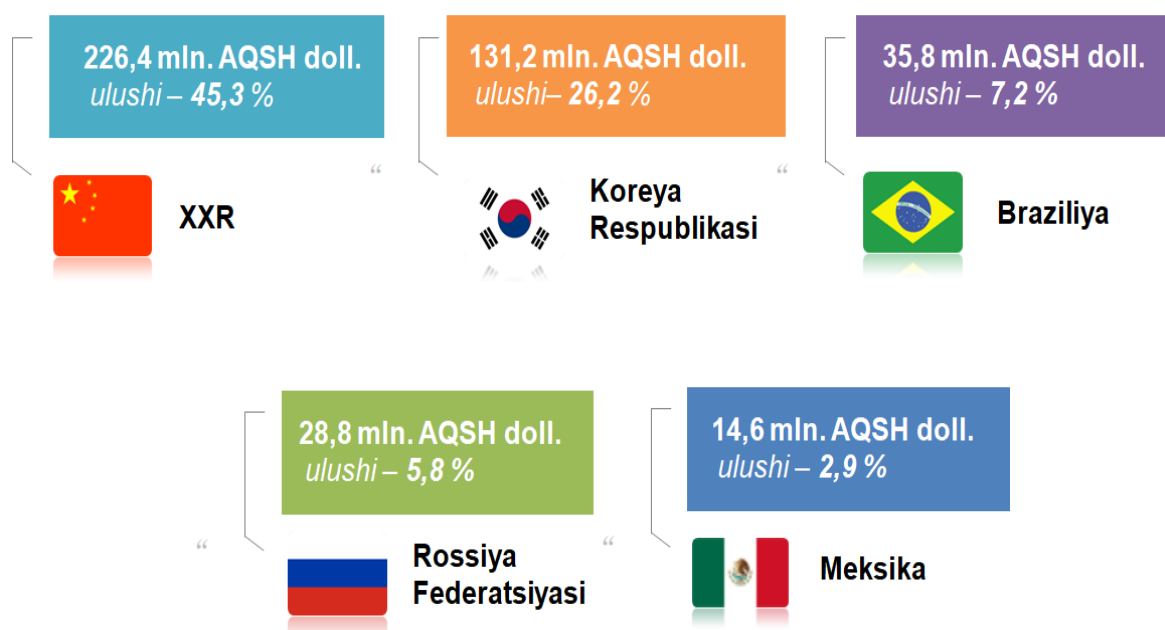 226,4 mln. AQSH doll.
ulushi – 45,3 %
XXR
131,2 mln. AQSH doll.
ulushi– 26,2 %
Koreya
Respublikasi
35,8 mln. AQSH doll.
ulushi – 7,2 %
Braziliya
28,8 mln. AQSH doll.
ulushi – 5,8 %
Rossiya
Federatsiyasi
14,6 mln. AQSH doll.
ulushi – 2,9 %
Meksika